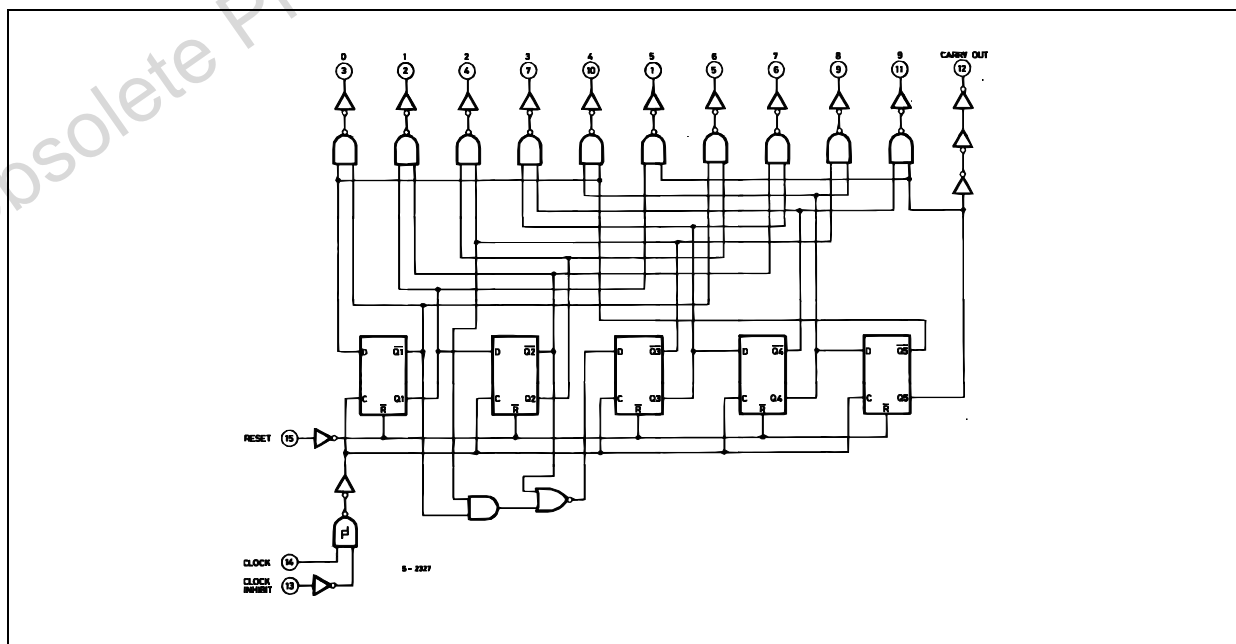 Obsolete Pr
0 1 2 3 4 5 6 7 8 9 CARRY OUT
3 2 4 7 10 1 5 6 9 11 12
D Q1 D Q2 D Q3 D Q4 D Q5
C Q1 C Q2 C Q3 C Q4 C Q5
R R R R R
RESET 15
CLOCK 14
CLOCK INHIBIT 13
S-2327